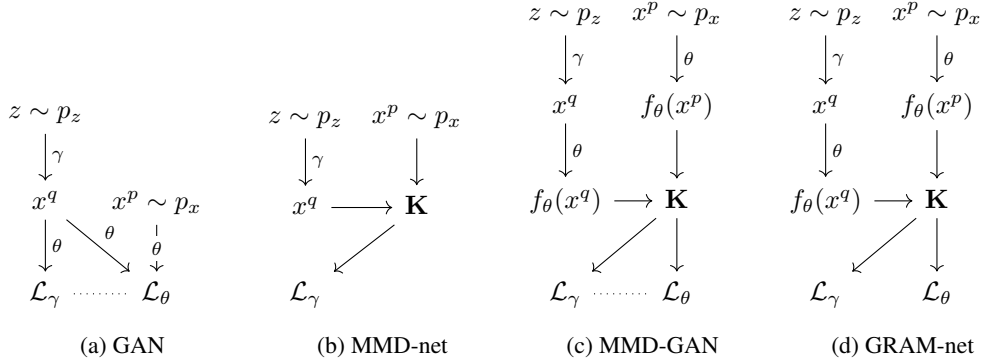 z ∼ p_z
γ
x^q
x^p ∼ p_x
θ
θ
θ
ℒ_γ
ℒ_θ
(a) GAN
z ∼ p_z
x^p ∼ p_x
γ
x^q
K
ℒ_γ
(b) MMD-net
z ∼ p_z
x^p ∼ p_x
γ
θ
x^q
f_θ(x^p)
θ
f_θ(x^q)
K
ℒ_γ
ℒ_θ
(c) MMD-GAN
z ∼ p_z
x^p ∼ p_x
γ
θ
x^q
f_θ(x^p)
θ
f_θ(x^q)
K
ℒ_γ
ℒ_θ
(d) GRAM-net